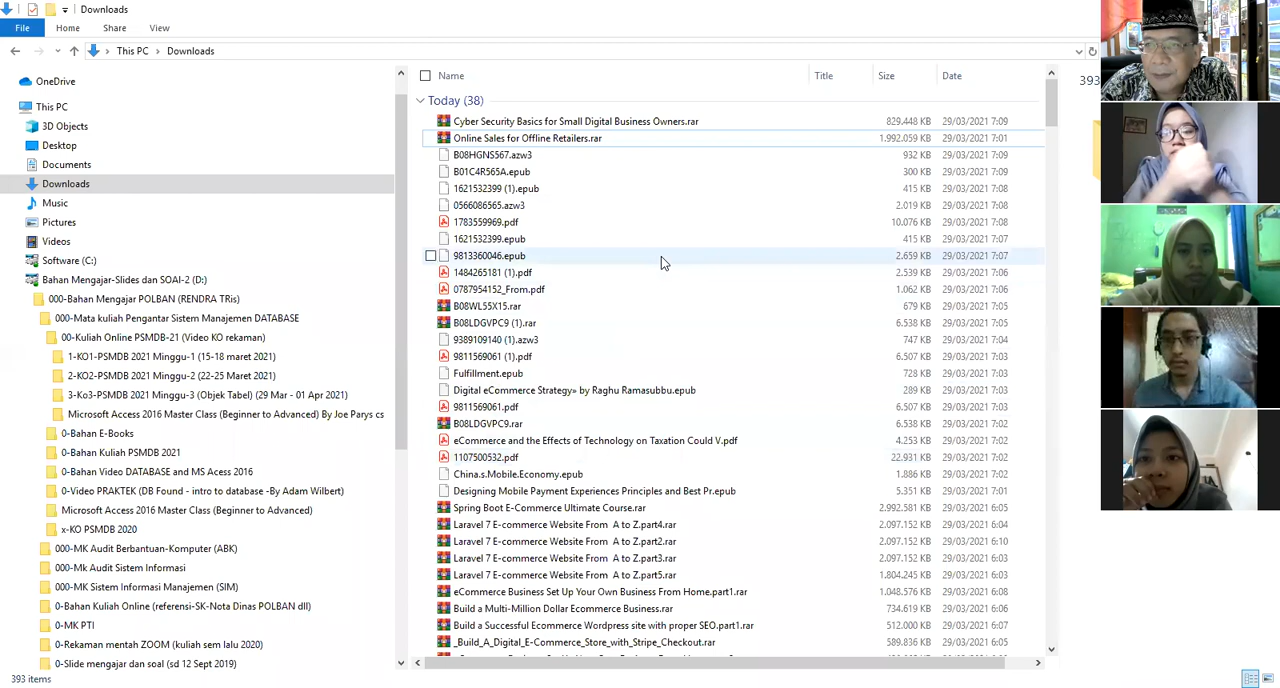 Downloads
File Home Share View
This PC > Downloads
OneDrive
This PC
3D Objects
Desktop
Documents
Downloads
Music
Pictures
Videos
Software (C:)
Bahan Mengajar-Slides dan SOAI-2 (D:)
000-Bahan Mengajar POLBAN (RENDRA TRis)
000-Mata kuliah Pengantar Sistem Manajemen DATABASE
00-Kuliah Online PSMDB-21 (Video KO rekaman)
1-KO1-PSMDB 2021 Minggu-1 (15-18 maret 2021)
2-KO2-PSMDB 2021 Minggu-2 (22-25 Maret 2021)
3-Ko3-PSMDB 2021 Minggu-3 (Objek Tabel) (29 Mar - 01 Apr 2021)
Microsoft Access 2016 Master Class (Beginner to Advanced) By Joe Parys cs
0-Bahan E-Books
0-Bahan Kuliah PSMDB 2021
0-Bahan Video DATABASE and MS Acess 2016
0-Video PRAKTEK (DB Found - intro to database -By Adam Wilbert)
Microsoft Access 2016 Master Class (Beginner to Advanced)
x-KO PSMDB 2020
000-MK Audit Berbantuan-Komputer (ABK)
000-Mk Audit Sistem Informasi
000-MK Sistem Informasi Manajemen (SIM)
0-Bahan Kuliah Online (referensi-SK-Nota Dinas POLBAN dll)
0-MK PTI
0-Rekaman mentah ZOOM (kuliah sem lalu 2020)
0-Slide mengajar dan soal (sd 12 Sept 2019)
393 items
Name Title Size Date
393
Today (38)
Cyber Security Basics for Small Digital Business Owners.rar 829.448 KB 29/03/2021 7:09
Online Sales for Offline Retailers.rar 1.992.059 KB 29/03/2021 7:01
B08HGNS567.azw3 932 KB 29/03/2021 7:09
B01C4R565A.epub 300 KB 29/03/2021 7:09
1621532399 (1).epub 415 KB 29/03/2021 7:08
0566086565.azw3 2.019 KB 29/03/2021 7:08
1783559969.pdf 10.076 KB 29/03/2021 7:08
1621532399.epub 415 KB 29/03/2021 7:07
9813360046.epub 2.659 KB 29/03/2021 7:07
1484265181 (1).pdf 2.539 KB 29/03/2021 7:06
0787954152_From.pdf 1.062 KB 29/03/2021 7:06
B08WL55X15.rar 679 KB 29/03/2021 7:05
B08LDGVPC9 (1).rar 6.538 KB 29/03/2021 7:04
9389109140 (1).azw3 747 KB 29/03/2021 7:04
9811569061 (1).pdf 6.507 KB 29/03/2021 7:03
Fulfillment.epub 728 KB 29/03/2021 7:03
Digital eCommerce Strategy» by Raghu Ramasubbu.epub 289 KB 29/03/2021 7:03
9811569061.pdf 6.507 KB 29/03/2021 7:03
B08LDGVPC9.rar 6.538 KB 29/03/2021 7:03
eCommerce and the Effects of Technology on Taxation Could V.pdf 4.253 KB 29/03/2021 7:02
1107500532.pdf 22.931 KB 29/03/2021 7:02
China.s.Mobile.Economy.epub 1.886 KB 29/03/2021 7:02
Designing Mobile Payment Experiences Principles and Best Pr.epub 5.351 KB 29/03/2021 7:01
Spring Boot E-Commerce Ultimate Course.rar 2.992.581 KB 29/03/2021 6:05
Laravel 7 E-commerce Website From A to Z.part4.rar 2.097.152 KB 29/03/2021 6:04
Laravel 7 E-commerce Website From A to Z.part2.rar 2.097.152 KB 29/03/2021 6:10
Laravel 7 E-commerce Website From A to Z.part3.rar 2.097.152 KB 29/03/2021 6:03
Laravel 7 E-commerce Website From A to Z.part5.rar 1.804.245 KB 29/03/2021 6:03
eCommerce Business Set Up Your Own Business From Home.part1.rar 1.048.576 KB 29/03/2021 6:08
Build a Multi-Million Dollar Ecommerce Business.rar 734.619 KB 29/03/2021 6:06
Build a Successful Ecommerce Wordpress site with proper SEO.part1.rar 512.000 KB 29/03/2021 6:07
_Build_A_Digital_E-Commerce_Store_with_Stripe_Checkout.rar 589.836 KB 29/03/2021 6:05